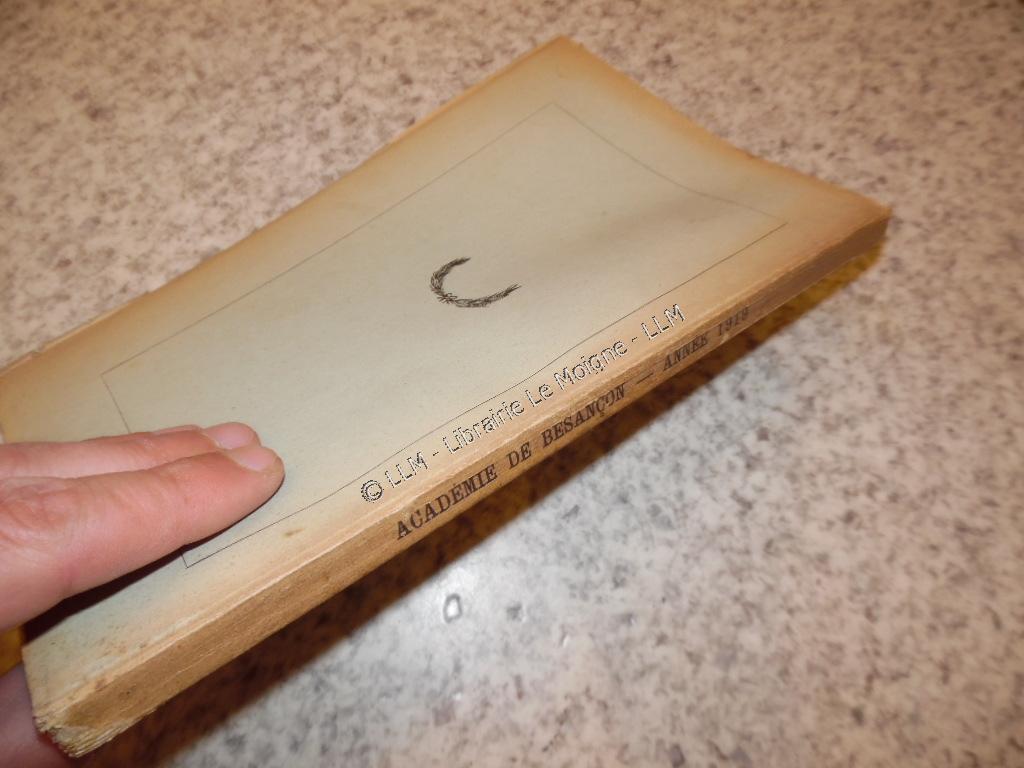 © LLM - Librairie Le Moigne - LLM
ACADÉMIE DE BESANÇON — ANNÉE 1919